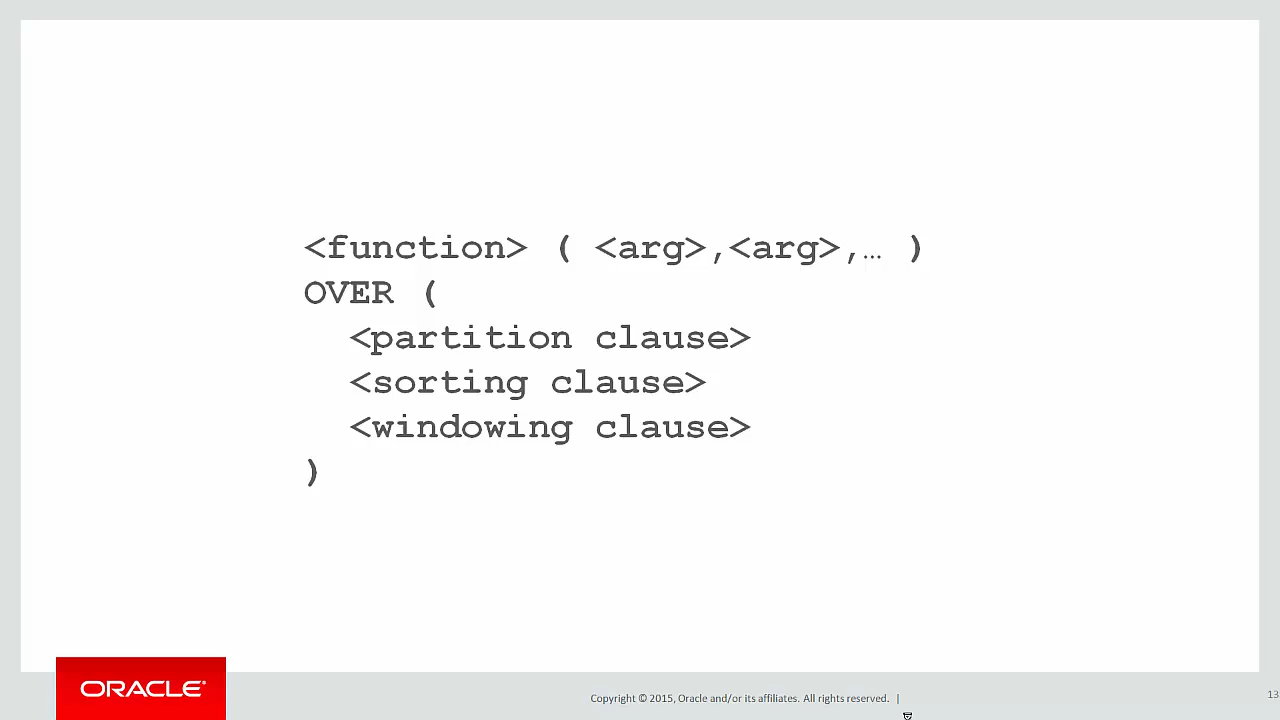 <function> ( <arg>,<arg>,… )
OVER (
<partition clause>
<sorting clause>
<windowing clause>
)
ORACLE®
Copyright © 2015, Oracle and/or its affiliates. All rights reserved. |
13